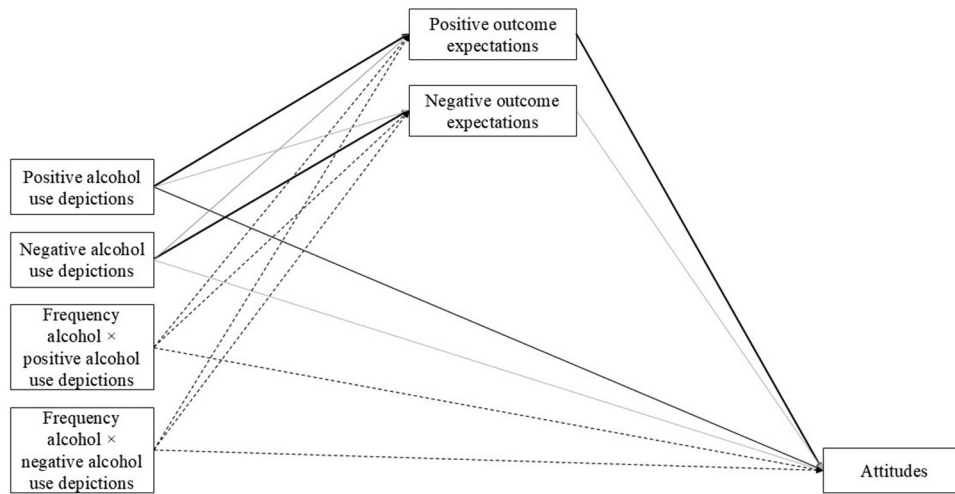 Positive outcome
expectations
Negative outcome
expectations
Positive alcohol
use depictions
Negative alcohol
use depictions
Frequency
alcohol ×
positive alcohol
use depictions
Frequency
alcohol ×
negative alcohol
use depictions
Attitudes